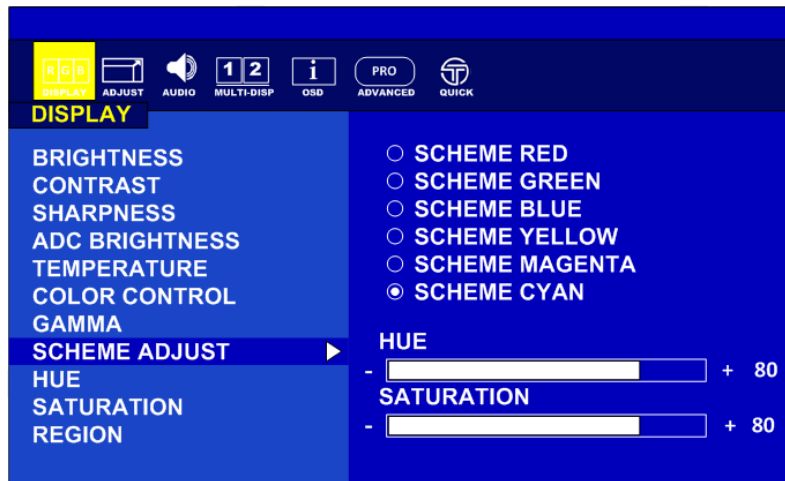 R G B
DISPLAY
ADJUST
AUDIO
1 2
MULTI-DISP
i
OSD
PRO
ADVANCED
QUICK
DISPLAY
BRIGHTNESS
CONTRAST
SHARPNESS
ADC BRIGHTNESS
TEMPERATURE
COLOR CONTROL
GAMMA
SCHEME ADJUST
HUE
SATURATION
REGION
SCHEME RED
SCHEME GREEN
SCHEME BLUE
SCHEME YELLOW
SCHEME MAGENTA
SCHEME CYAN
HUE
- + 80
SATURATION
- + 80